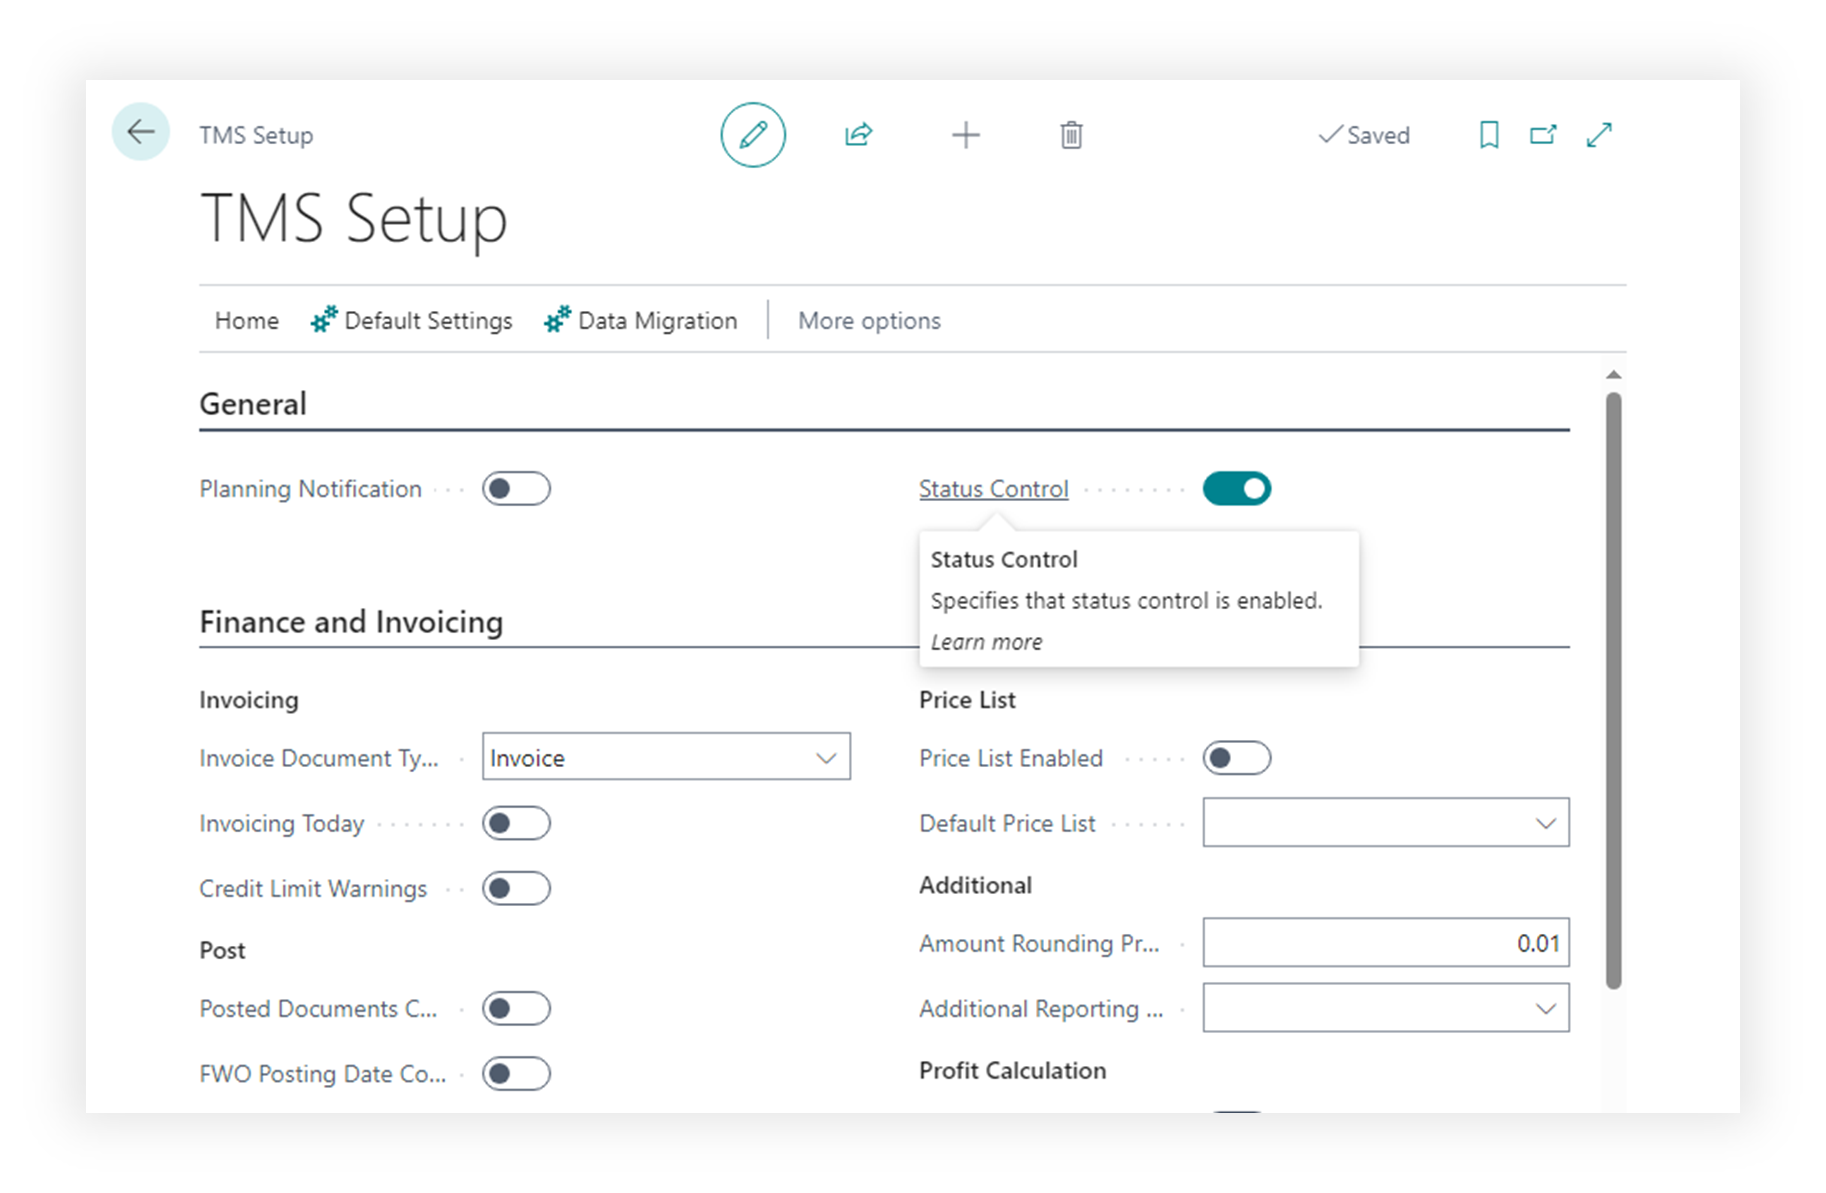 TMS Setup
Saved
TMS Setup
Home
Default Settings
Data Migration
More options
General
Planning Notification
Status Control
Status Control
Specifies that status control is enabled.
Learn more
Finance and Invoicing
Invoicing
Invoice Document Ty...
Invoice
Invoicing Today
Credit Limit Warnings
Post
Posted Documents C...
FWO Posting Date Co...
Price List
Price List Enabled
Default Price List
Additional
Amount Rounding Pr...
0.01
Additional Reporting ...
Profit Calculation